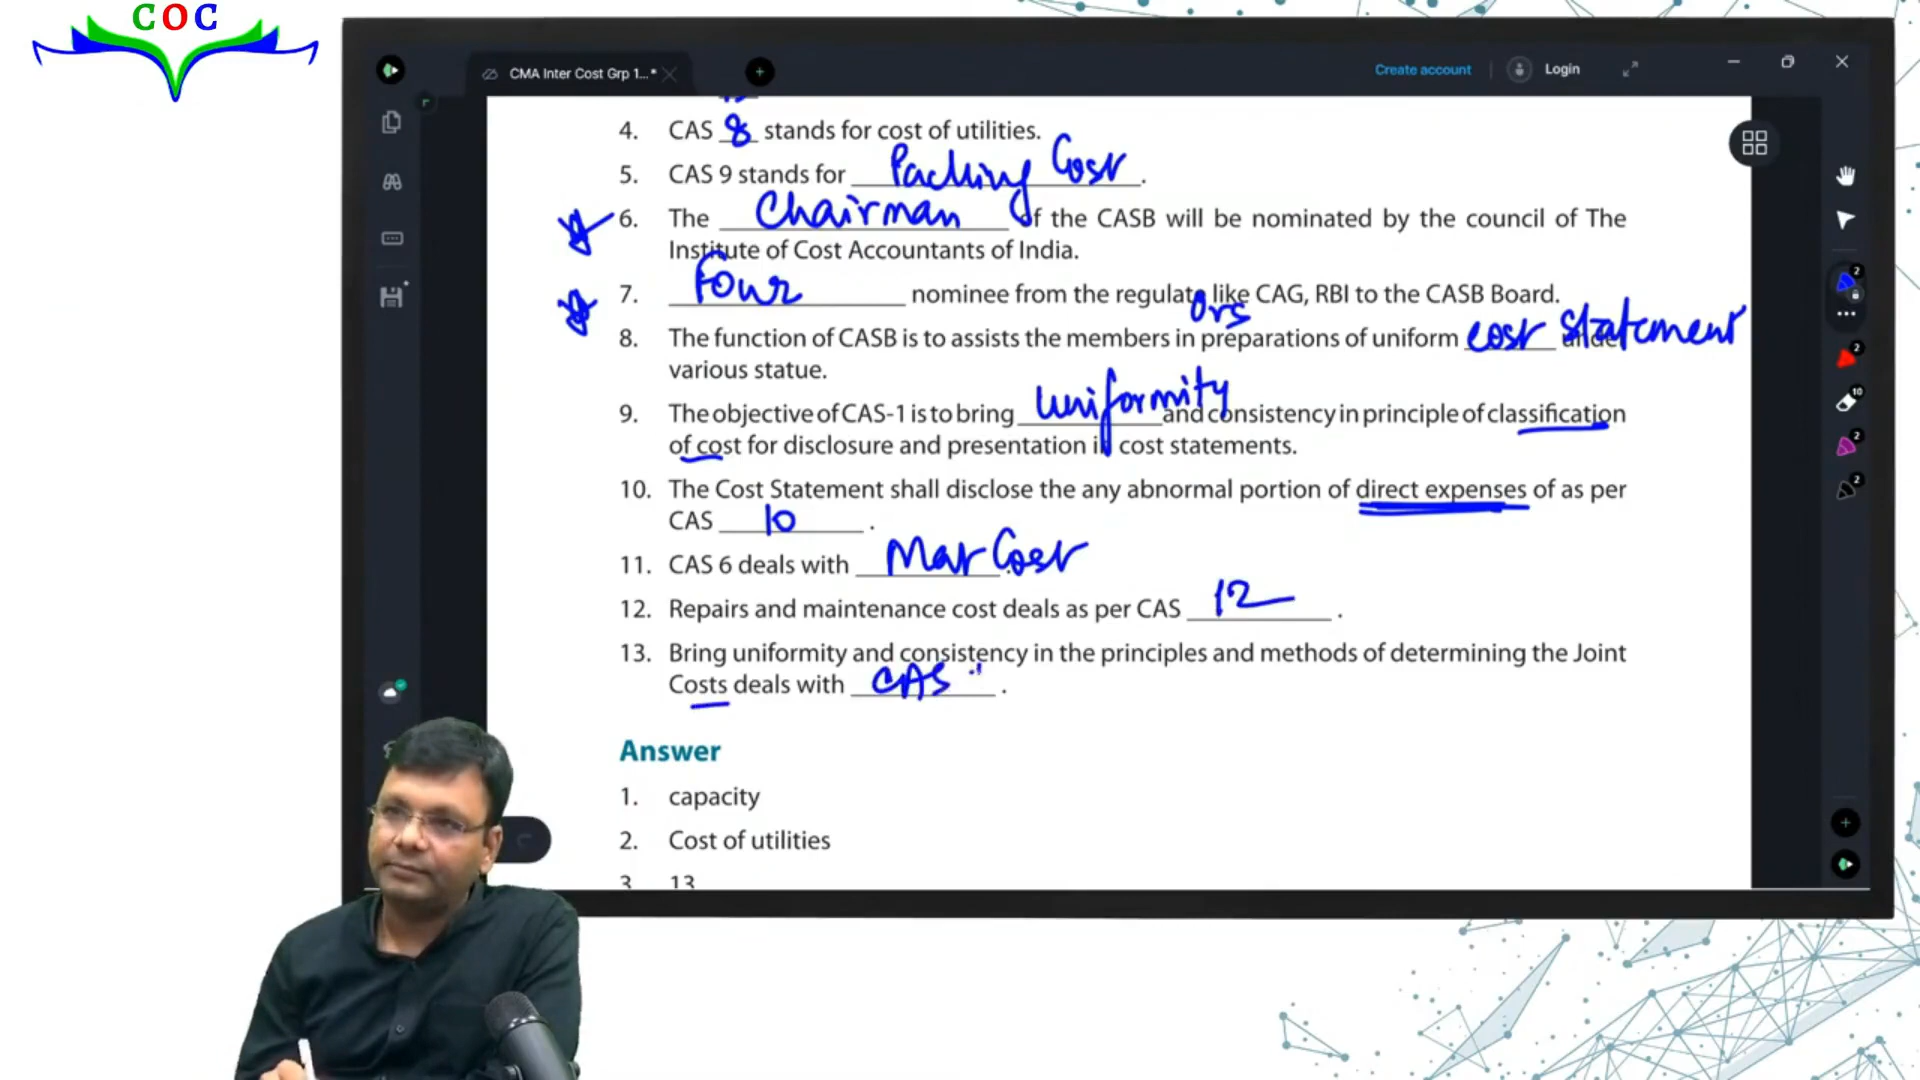 COC
CMA Inter Cost Grp 1...*
Create account
Login
4. CAS 8 stands for cost of utilities.
5. CAS 9 stands for Packing Cost.
6. The Chairman of the CASB will be nominated by the council of The
Institute of Cost Accountants of India.
7. Four nominee from the regulators like CAG, RBI to the CASB Board.
8. The function of CASB is to assists the members in preparations of uniform cost statement under
various statue.
9. The objective of CAS-1 is to bring uniformity and consistency in principle of classification
of cost for disclosure and presentation in cost statements.
10. The Cost Statement shall disclose the any abnormal portion of direct expenses of as per
CAS 10.
11. CAS 6 deals with Mat Cost.
12. Repairs and maintenance cost deals as per CAS 12.
13. Bring uniformity and consistency in the principles and methods of determining the Joint
Costs deals with CAS.
Answer
1. capacity
2. Cost of utilities
3 13
2
2
10
2
2